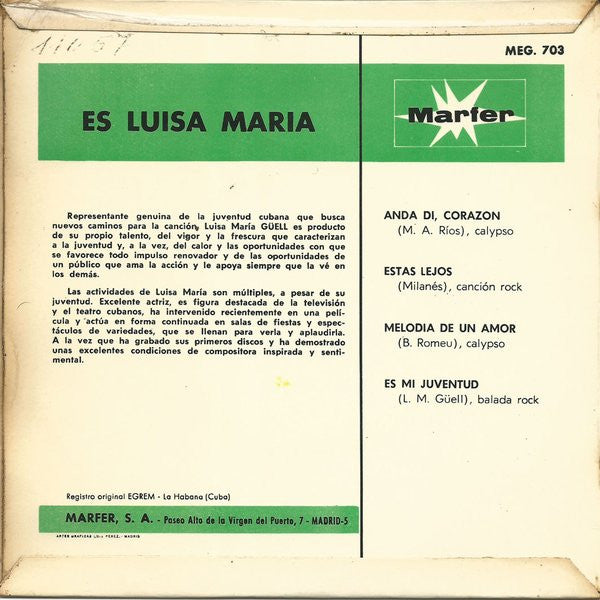 MEG. 703
ES LUISA MARIA
Marfer
Representante genuina de la juventud cubana que busca
nuevos caminos para la canción, Luisa María GÜELL es producto
de su propio talento, del vigor y la frescura que caracterizan
a la juventud y, a la vez, del calor y las oportunidades con que
se favorece todo impulso renovador y de las oportunidades de
un público que ama la acción y le apoya siempre que la vé en
los demás.
Las actividades de Luisa María son múltiples, a pesar de su
juventud. Excelente actriz, es figura destacada de la televisión
y el teatro cubanos, ha intervenido recientemente en una pelí-
cula y actúa en forma continuada en salas de fiestas y espec-
táculos de variedades, que se llenan para verla y aplaudirla.
A la vez que ha grabado sus primeros discos y ha demostrado
unas excelentes condiciones de compositora inspirada y senti-
mental.
ANDA DI, CORAZON
(M. A. Ríos), calypso
ESTAS LEJOS
(Milanés), canción rock
MELODIA DE UN AMOR
(B. Romeu), calypso
ES MI JUVENTUD
(L. M. Güell), balada rock
Registro original EGREM - La Habana (Cuba)
MARFER, S. A. - Paseo Alto de la Virgen del Puerto, 7 - MADRID-5
ARTES GRAFICAS LUIS PEREZ.- MADRID